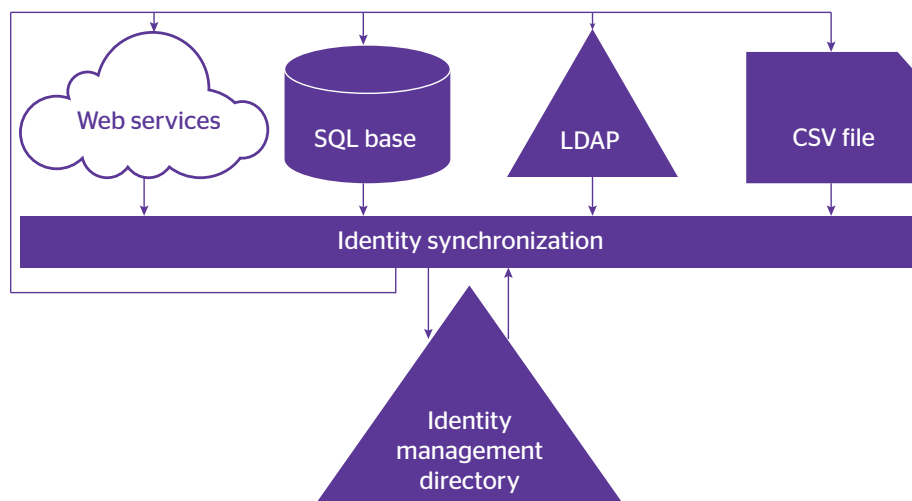 Web services
SQL base
LDAP
CSV file
Identity synchronization
Identity
management
directory